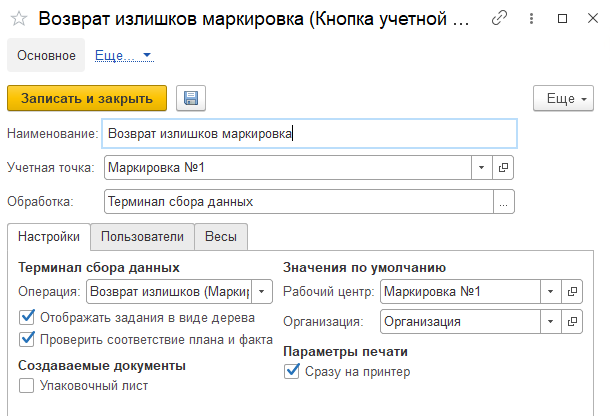 Возврат излишков маркировка (Кнопка учетной ...
Основное Еще...
Записать и закрыть Еще
Наименование: Возврат излишков маркировка
Учетная точка: Маркировка №1
Обработка: Терминал сбора данных ...
Настройки Пользователи Весы
Терминал сбора данных Значения по умолчанию
Операция: Возврат излишков (Марки Рабочий центр: Маркировка №1
Отображать задания в виде дерева Организация: Организация
Проверить соответствие плана и факта
Параметры печати
Создаваемые документы Сразу на принтер
Упаковочный лист